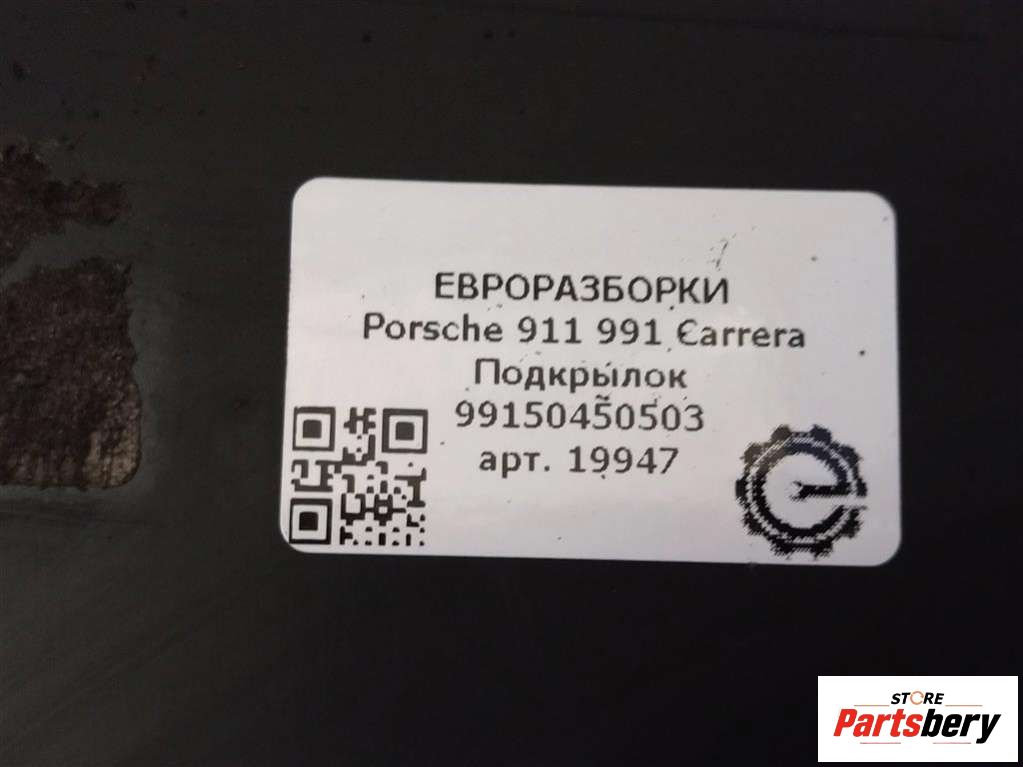 ЕВРОРАЗБОРКИ
Porsche 911 991 Carrera
Подкрылок
99150450503
арт. 19947
STORE
Partsbery